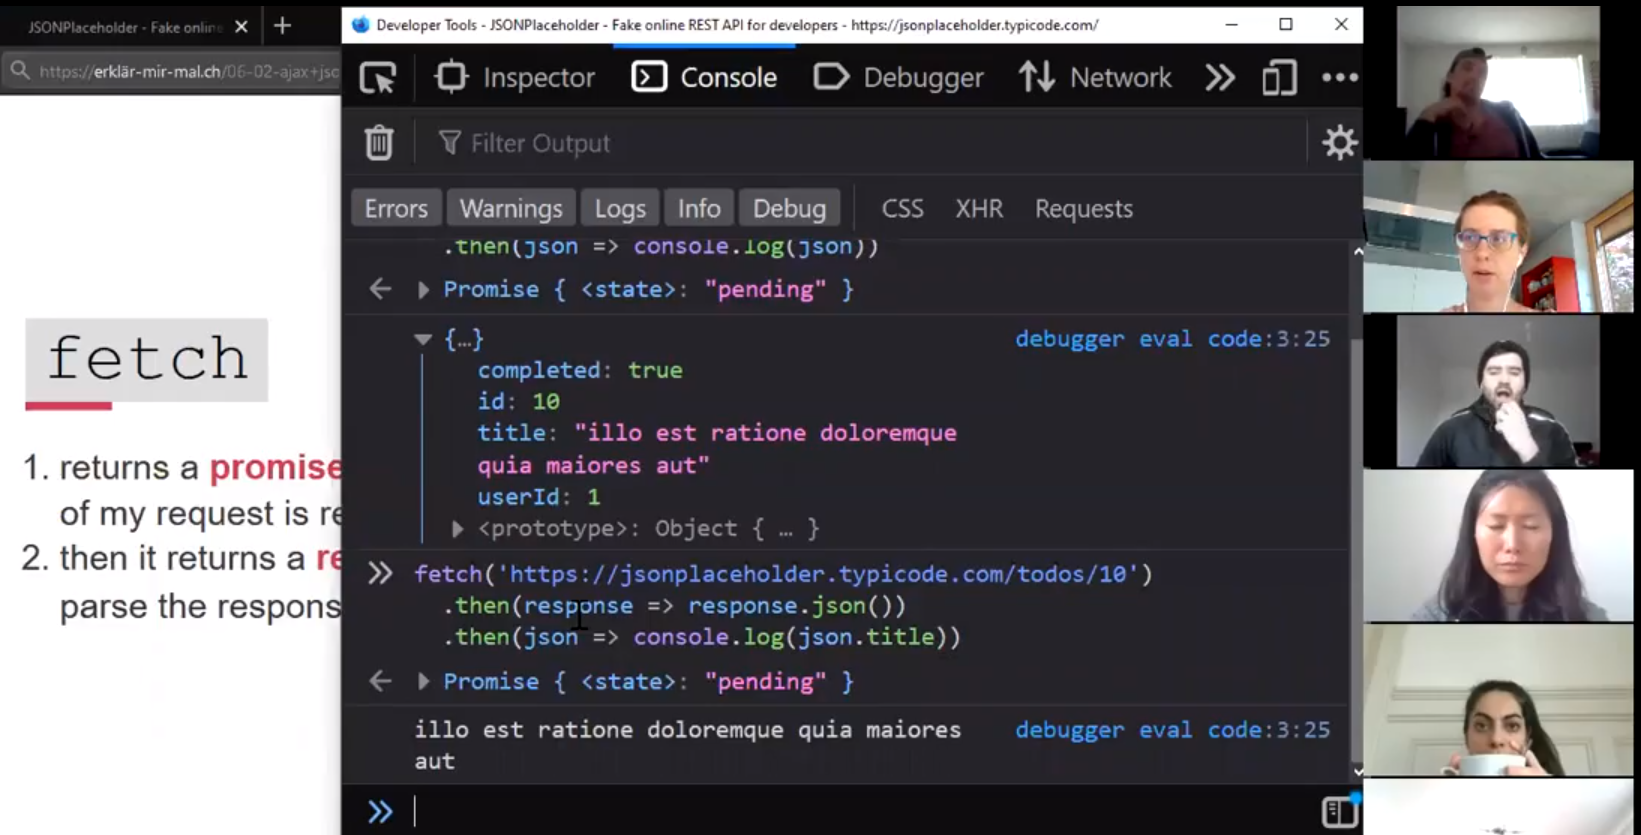 JSONPlaceholder - Fake online
Developer Tools - JSONPlaceholder - Fake online REST API for developers - https://jsonplaceholder.typicode.com/
https://erklär-mir-mal.ch/06-02-ajax+jso
Inspector
Console
Debugger
Network
Filter Output
Errors
Warnings
Logs
Info
Debug
CSS
XHR
Requests
.then(json => console.log(json))
Promise { <state>: "pending" }
{…}
debugger eval code:3:25
completed: true
id: 10
title: "illo est ratione doloremque
quia maiores aut"
userId: 1
<prototype>: Object { … }
fetch('https://jsonplaceholder.typicode.com/todos/10')
.then(response => response.json())
.then(json => console.log(json.title))
Promise { <state>: "pending" }
illo est ratione doloremque quia maiores
aut
debugger eval code:3:25
fetch
1. returns a promise
of my request is re
2. then it returns a re
parse the respons